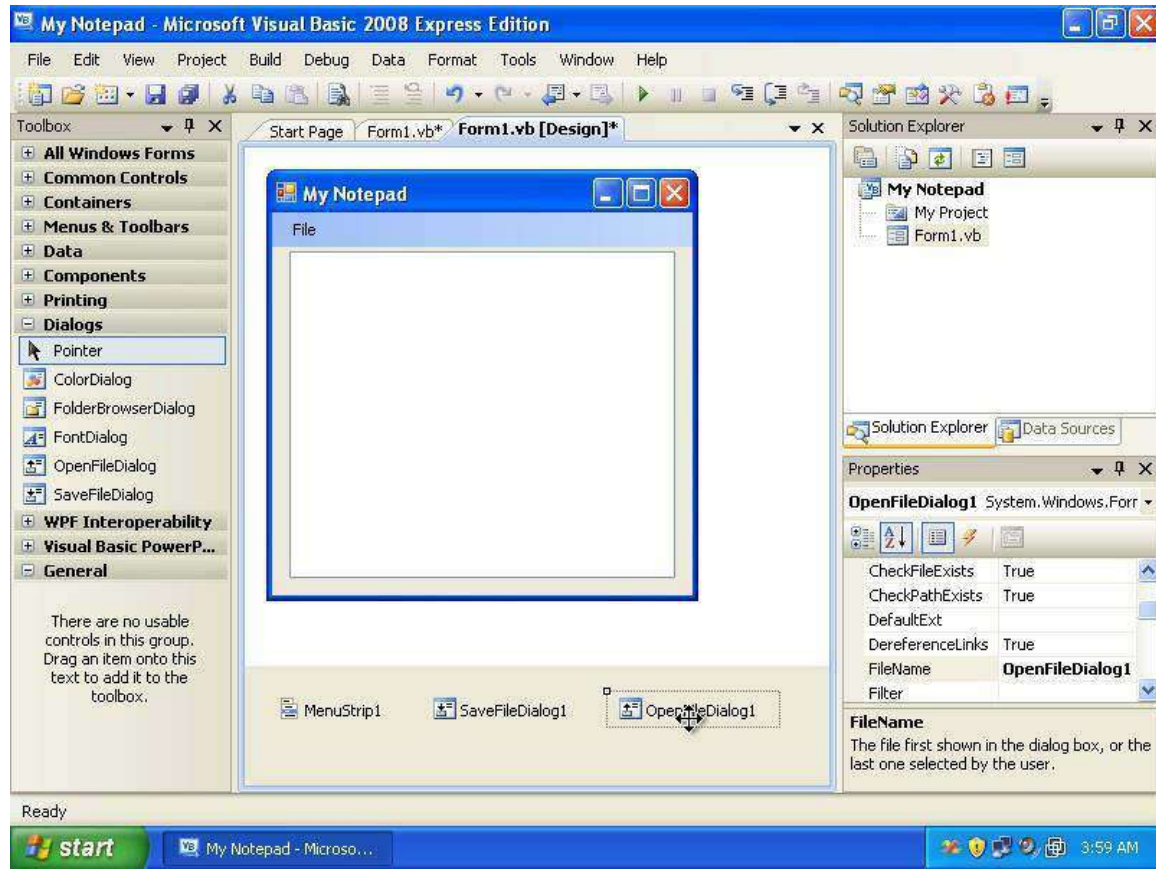 My Notepad - Microsoft Visual Basic 2008 Express Edition
File Edit View Project Build Debug Data Format Tools Window Help
Toolbox
Start Page Form1.vb* Form1.vb [Design]*
Solution Explorer
All Windows Forms
Common Controls
Containers
Menus & Toolbars
Data
Components
Printing
Dialogs
Pointer
ColorDialog
FolderBrowserDialog
FontDialog
OpenFileDialog
SaveFileDialog
WPF Interoperability
Visual Basic PowerP...
General
There are no usable
controls in this group.
Drag an item onto this
text to add it to the
toolbox.
My Notepad
File
MenuStrip1 SaveFileDialog1 OpenFileDialog1
My Notepad
My Project
Form1.vb
Solution Explorer Data Sources
Properties
OpenFileDialog1 System.Windows.Forr
CheckFileExists True
CheckPathExists True
DefaultExt
DereferenceLinks True
FileName OpenFileDialog1
Filter
FileName
The file first shown in the dialog box, or the
last one selected by the user.
Ready
start My Notepad - Microso... 3:59 AM